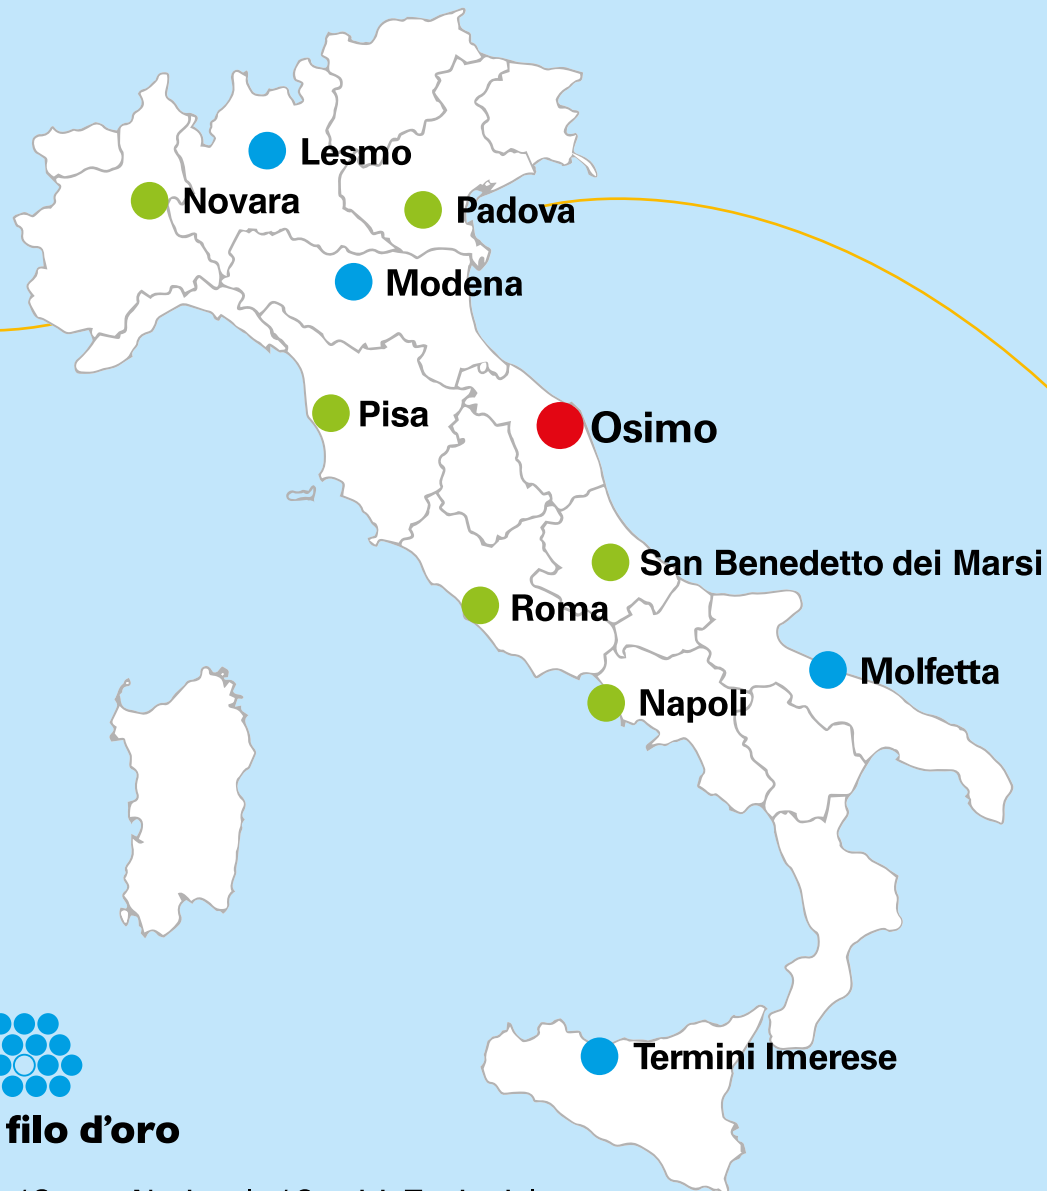 Lesmo
Novara
Padova
Modena
Pisa
Osimo
San Benedetto dei Marsi
Roma
Molfetta
Napoli
Termini Imerese
filo d'oro